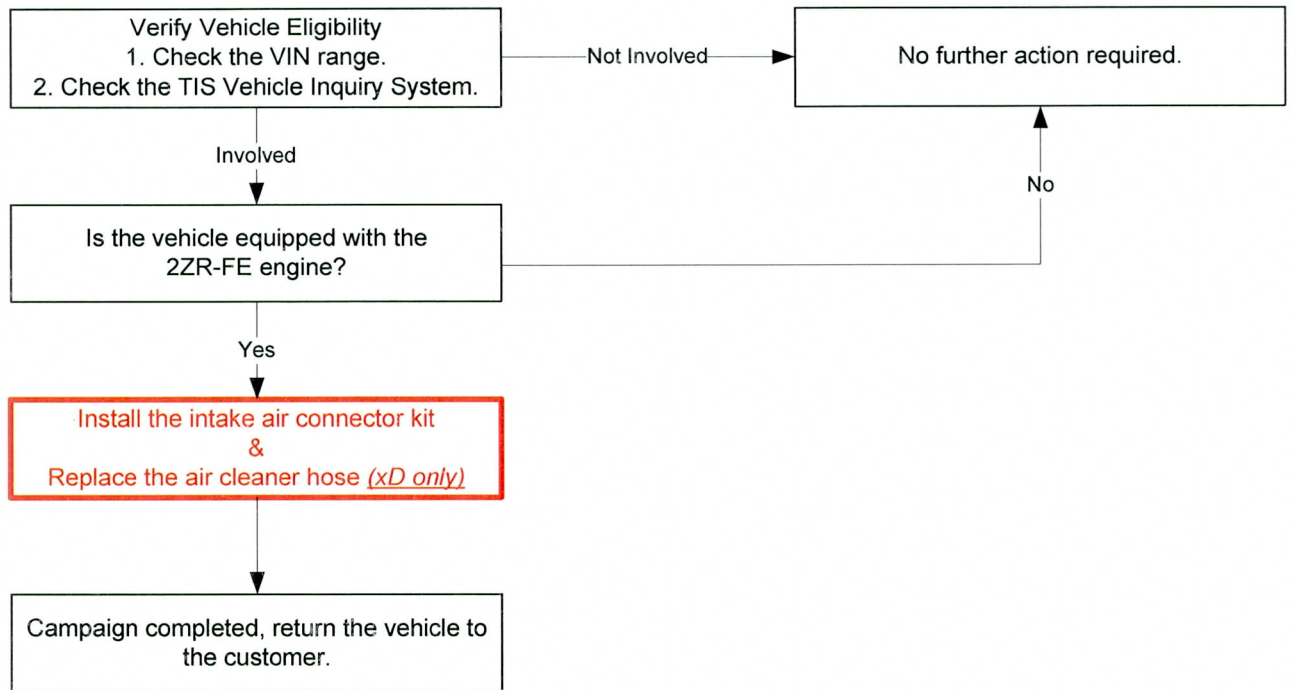 Verify Vehicle Eligibility
1. Check the VIN range.
2. Check the TIS Vehicle Inquiry System.
Not Involved
No further action required.
Involved
No
Is the vehicle equipped with the
2ZR-FE engine?
Yes
Install the intake air connector kit
&
Replace the air cleaner hose (xD only)
Campaign completed, return the vehicle to
the customer.